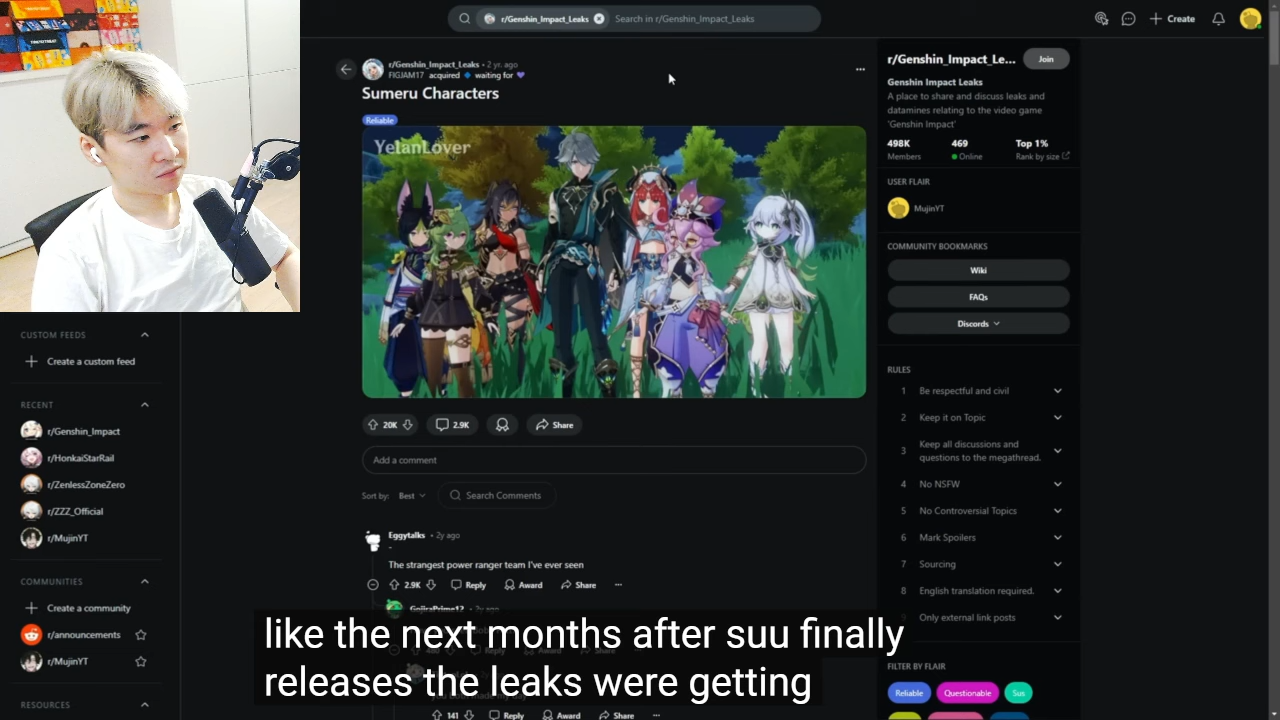 r/Genshin_Impact_Leaks
Search in r/Genshin_Impact_Leaks
Create
r/Genshin_Impact_Leaks • 2 yr. ago
FIGJAM17 acquired waiting for
Sumeru Characters
Reliable
YelanLover
20K
2.9K
Share
Add a comment
Sort by: Best
Search Comments
Eggytalks • 2y ago
-
The strangest power ranger team I've ever seen
2.9K Reply Award Share
GojiraPrime12 • 2y ago
like the next months after suu finally
releases the leaks were getting
141 Reply Award Share
CUSTOM FEEDS
Create a custom feed
RECENT
r/Genshin_Impact
r/HonkaiStarRail
r/ZenlessZoneZero
r/ZZZ_Official
r/MujinYT
COMMUNITIES
Create a community
r/announcements
r/MujinYT
RESOURCES
r/Genshin_Impact_Le...
Join
Genshin Impact Leaks
A place to share and discuss leaks and
datamines relating to the video game
'Genshin Impact'
498K 469 Top 1%
Members Online Rank by size
USER FLAIR
MujinYT
COMMUNITY BOOKMARKS
Wiki
FAQs
Discords
RULES
1 Be respectful and civil
2 Keep it on Topic
3 Keep all discussions and
questions to the megathread.
4 No NSFW
5 No Controversial Topics
6 Mark Spoilers
7 Sourcing
8 English translation required.
9 Only external link posts
FILTER BY FLAIR
Reliable Questionable Sus